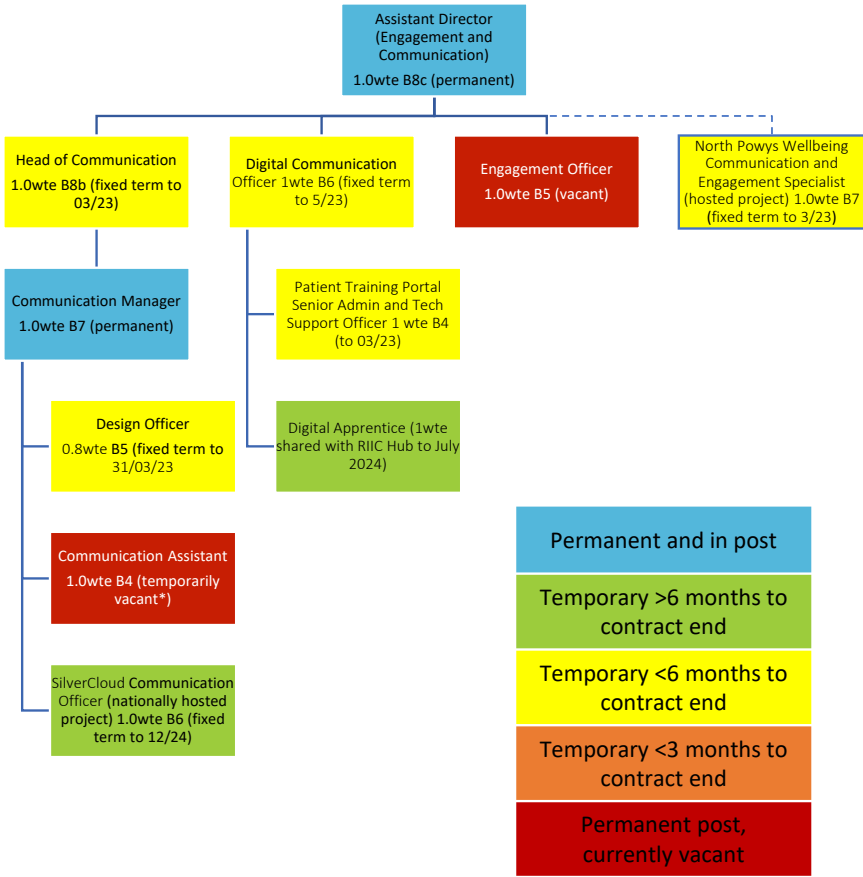 Assistant Director
(Engagement and
Communication)
1.0wte B8c (permanent)
Head of Communication
1.0wte B8b (fixed term to
03/23)
Digital Communication
Officer 1wte B6 (fixed term
to 5/23)
Engagement Officer
1.0wte B5 (vacant)
North Powys Wellbeing
Communication and
Engagement Specialist
(hosted project) 1.0wte B7
(fixed term to 3/23)
Communication Manager
1.0wte B7 (permanent)
Patient Training Portal
Senior Admin and Tech
Support Officer 1 wte B4
(to 03/23)
Design Officer
0.8wte B5 (fixed term to
31/03/23
Digital Apprentice (1wte
shared with RIIC Hub to July
2024)
Communication Assistant
1.0wte B4 (temporarily
vacant*)
SilverCloud Communication
Officer (nationally hosted
project) 1.0wte B6 (fixed
term to 12/24)
Permanent and in post
Temporary >6 months to
contract end
Temporary <6 months to
contract end
Temporary <3 months to
contract end
Permanent post,
currently vacant